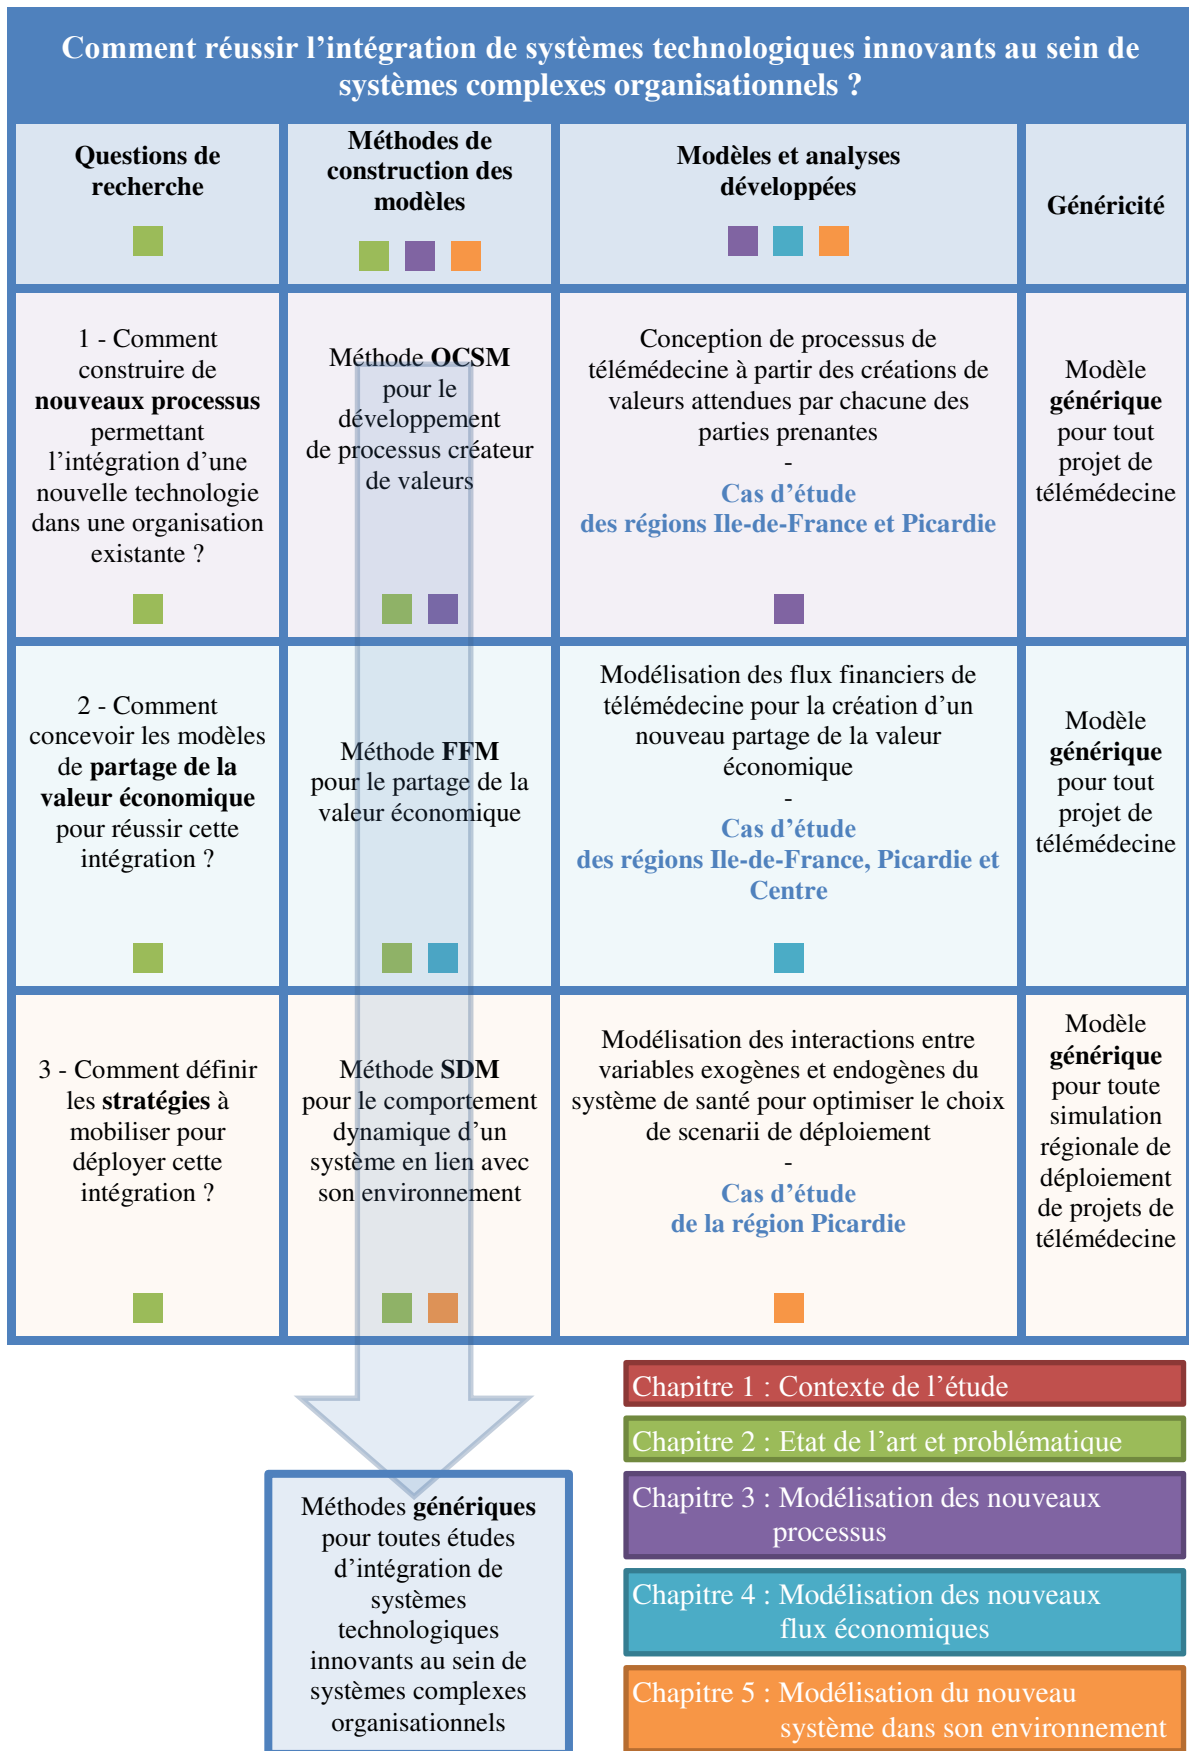 Comment réussir l’intégration de systèmes technologiques innovants au sein de
systèmes complexes organisationnels ?
Questions de
recherche
Méthodes de
construction des
modèles
Modèles et analyses
développées
Généricité
1 - Comment
construire de
nouveaux processus
permettant
l’intégration d’une
nouvelle technologie
dans une organisation
existante ?
Méthode OCSM
pour le
développement
de processus créateur
de valeurs
Conception de processus de
télémédecine à partir des créations de
valeurs attendues par chacune des
parties prenantes
-
Cas d’étude
des régions Ile-de-France et Picardie
Modèle
générique
pour tout
projet de
télémédecine
2 - Comment
concevoir les modèles
de partage de la
valeur économique
pour réussir cette
intégration ?
Méthode FFM
pour le partage de la
valeur économique
Modélisation des flux financiers de
télémédecine pour la création d’un
nouveau partage de la valeur
économique
-
Cas d’étude
des régions Ile-de-France, Picardie et
Centre
Modèle
générique
pour tout
projet de
télémédecine
3 - Comment définir
les stratégies à
mobiliser pour
déployer cette
intégration ?
Méthode SDM
pour le comportement
dynamique d’un
système en lien avec
son environnement
Modélisation des interactions entre
variables exogènes et endogènes du
système de santé pour optimiser le choix
de scenarii de déploiement
-
Cas d’étude
de la région Picardie
Modèle
générique
pour toute
simulation
régionale de
déploiement
de projets de
télémédecine
Méthodes génériques
pour toutes études
d’intégration de
systèmes
technologiques
innovants au sein de
systèmes complexes
organisationnels
Chapitre 1 : Contexte de l’étude
Chapitre 2 : Etat de l’art et problématique
Chapitre 3 : Modélisation des nouveaux
processus
Chapitre 4 : Modélisation des nouveaux
flux économiques
Chapitre 5 : Modélisation du nouveau
système dans son environnement